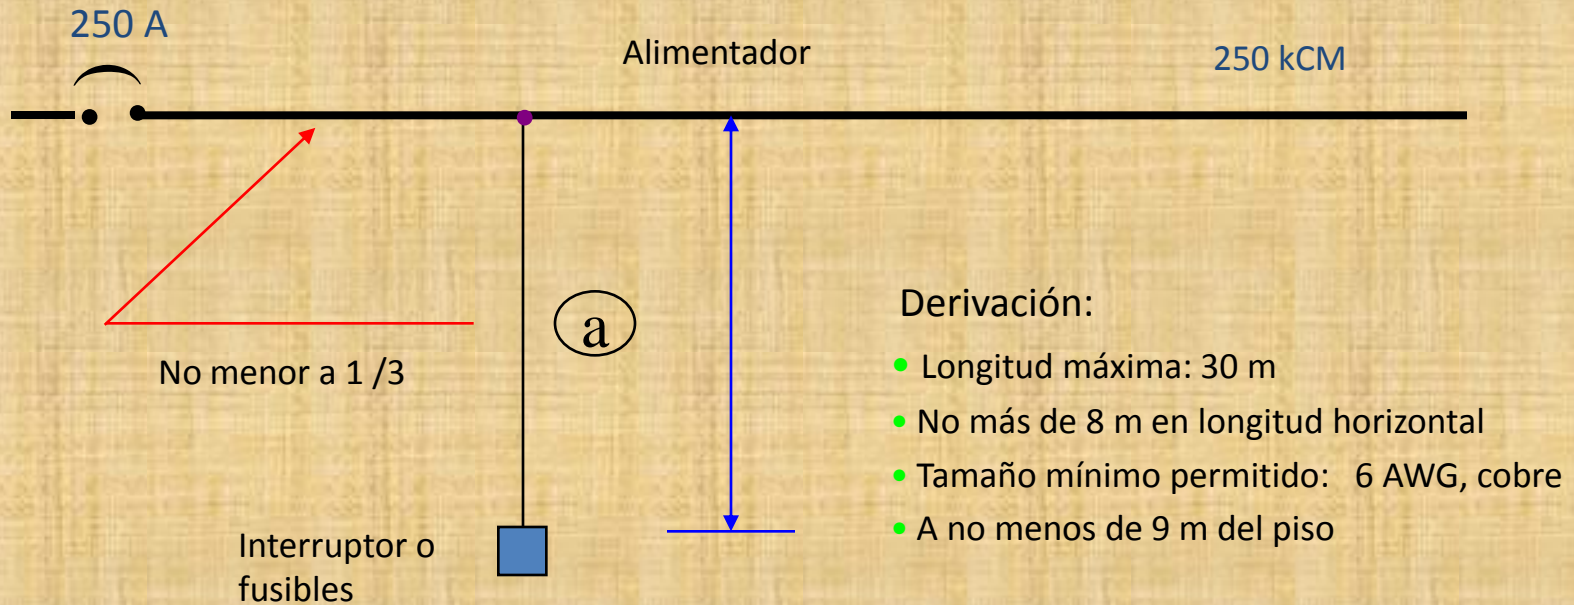 250 A
Alimentador
250 kCM
No menor a 1 /3
a
Interruptor o
fusibles
Derivación:
• Longitud máxima: 30 m
• No más de 8 m en longitud horizontal
• Tamaño mínimo permitido: 6 AWG, cobre
• A no menos de 9 m del piso